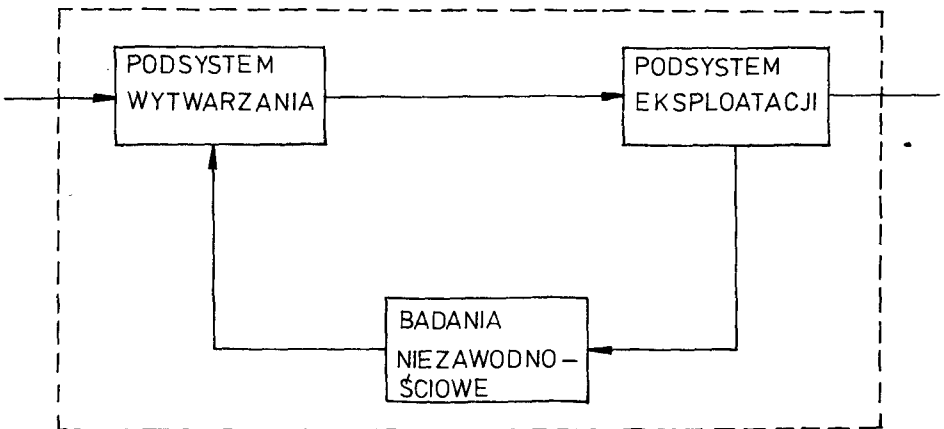 PODSYSTEM
WYTWARZANIA
PODSYSTEM
EKSPLOATACJI
BADANIA
NIEZAWODNO–
ŚCIOWE